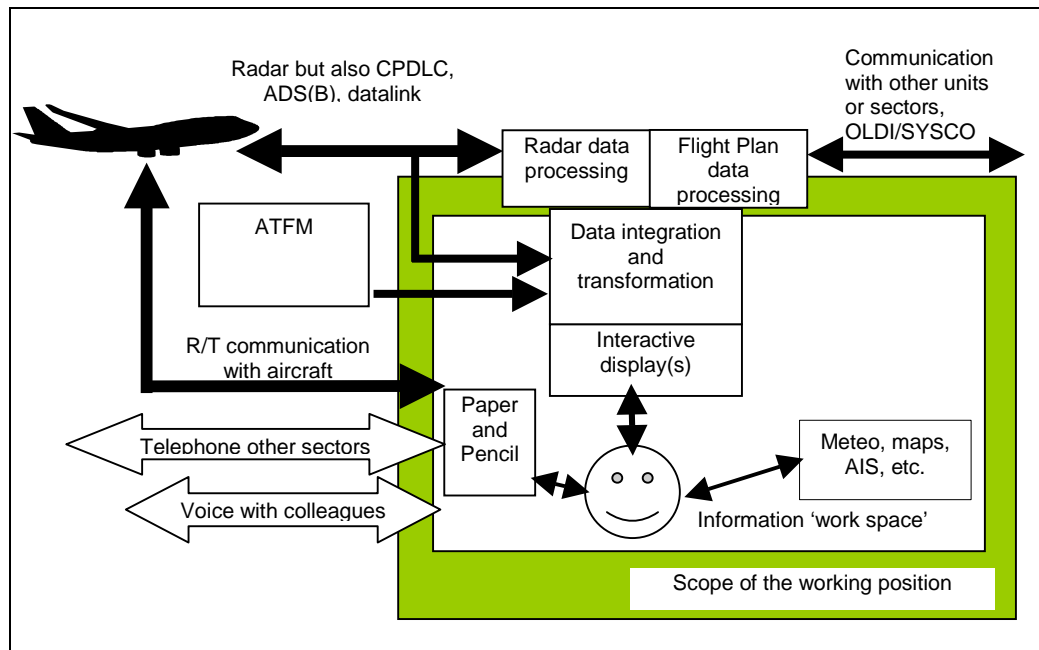 Radar but also CPDLC,
ADS(B), datalink
Communication
with other units
or sectors,
OLDI/SYSCO
Radar data
processing
Flight Plan
data
processing
ATFM
Data integration
and
transformation
R/T communication
with aircraft
Interactive
display(s)
Paper
and
Pencil
Telephone other sectors
Meteo, maps,
AIS, etc.
Voice with colleagues
Information ‘work space’
Scope of the working position